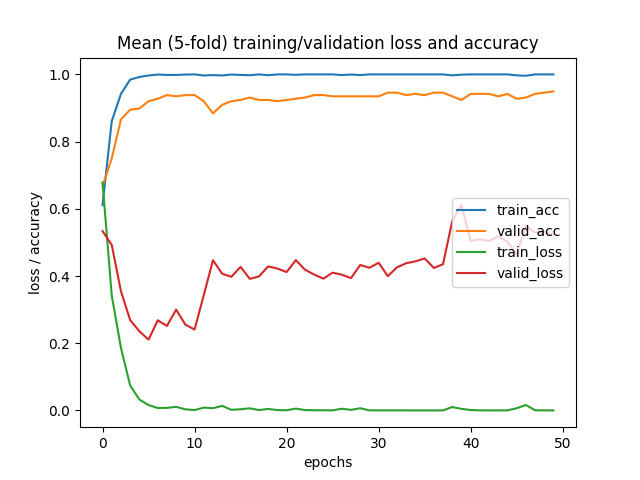 Mean (5-fold) training/validation loss and accuracy
1.0
0.8
0.6
0.4
0.2
0.0
loss / accuracy
train_acc
valid_acc
train_loss
valid_loss
0 10 20 30 40 50
epochs